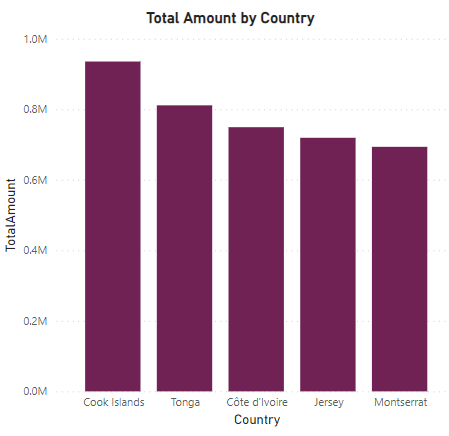 Total Amount by Country
1.0M
0.8M
0.6M
0.4M
0.2M
0.0M
TotalAmount
Cook Islands Tonga Côte d'Ivoire Jersey Montserrat
Country